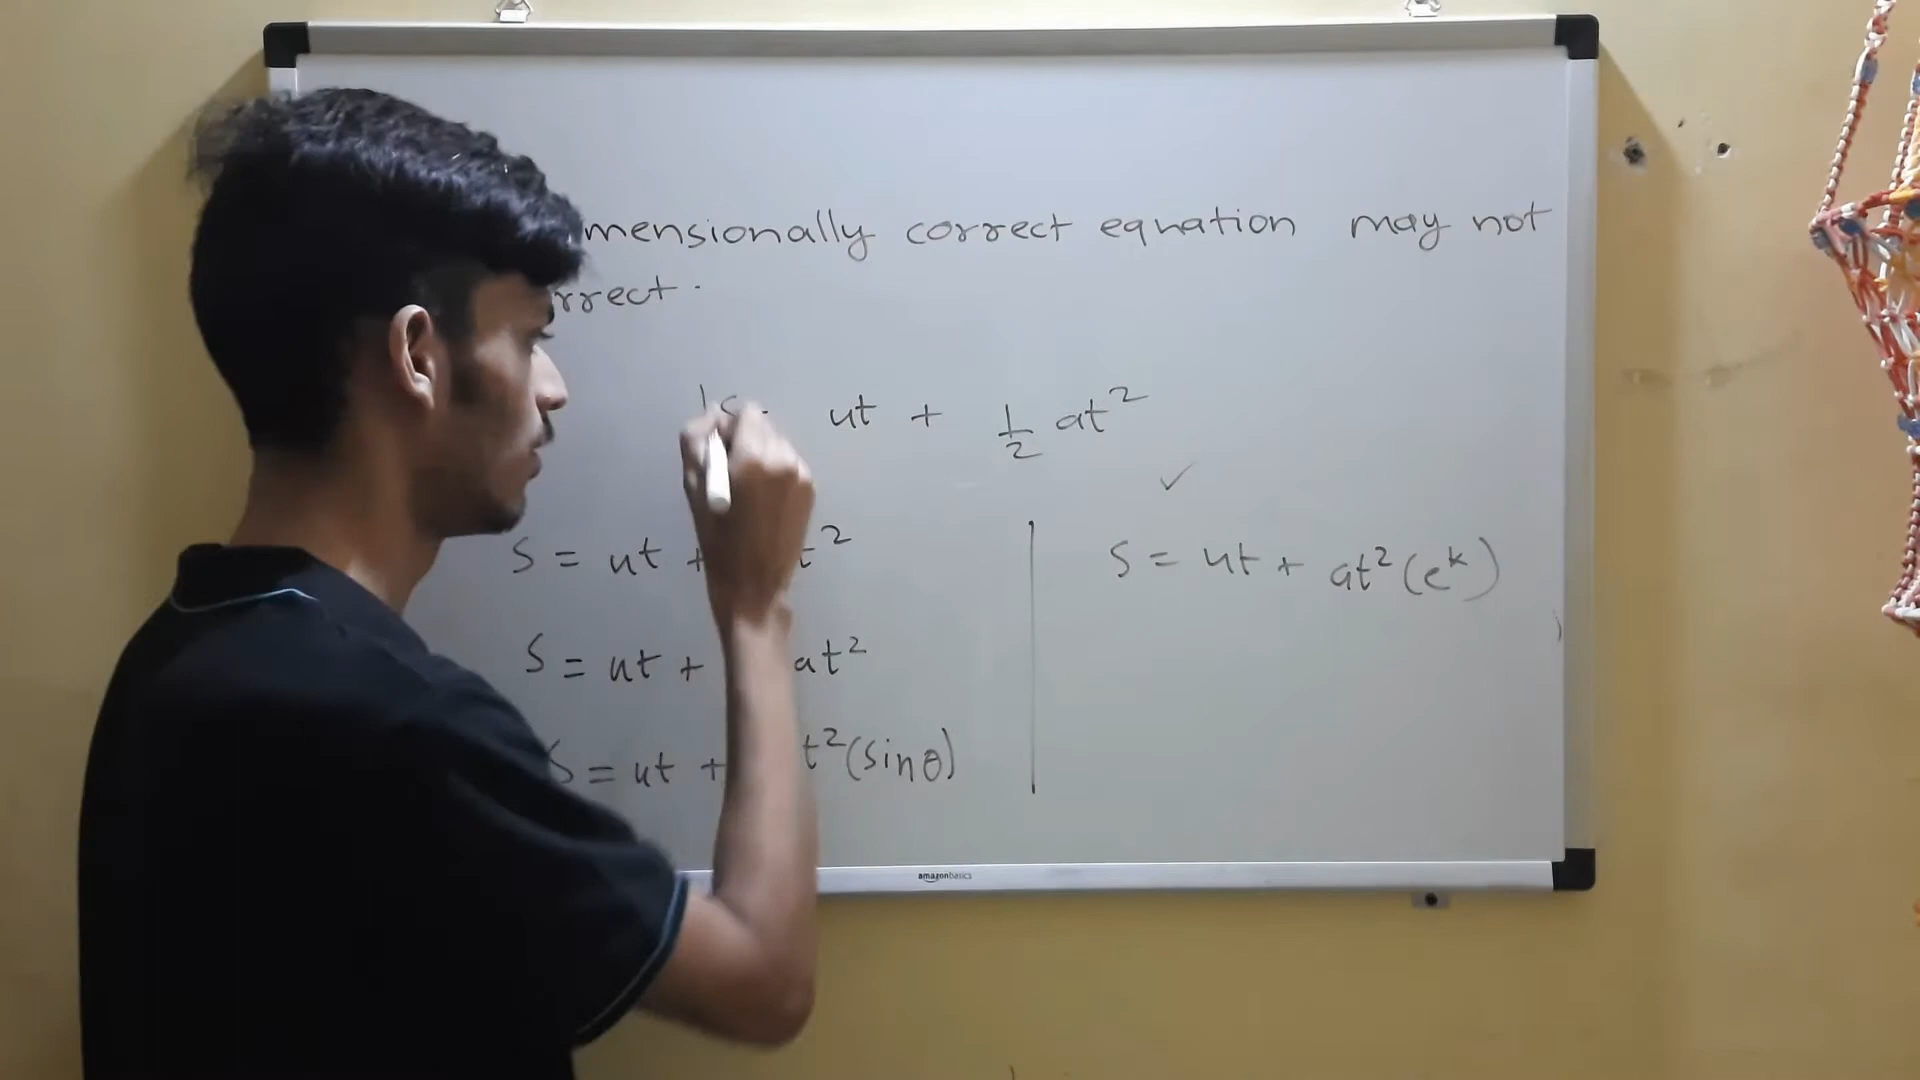 mensionally correct equation may not
rrect.
ut + 1/2 at²
S = ut + t²
S = ut + at²
S = ut + t²(sinθ)
S = ut + at²(eᵏ)
amazonbasics